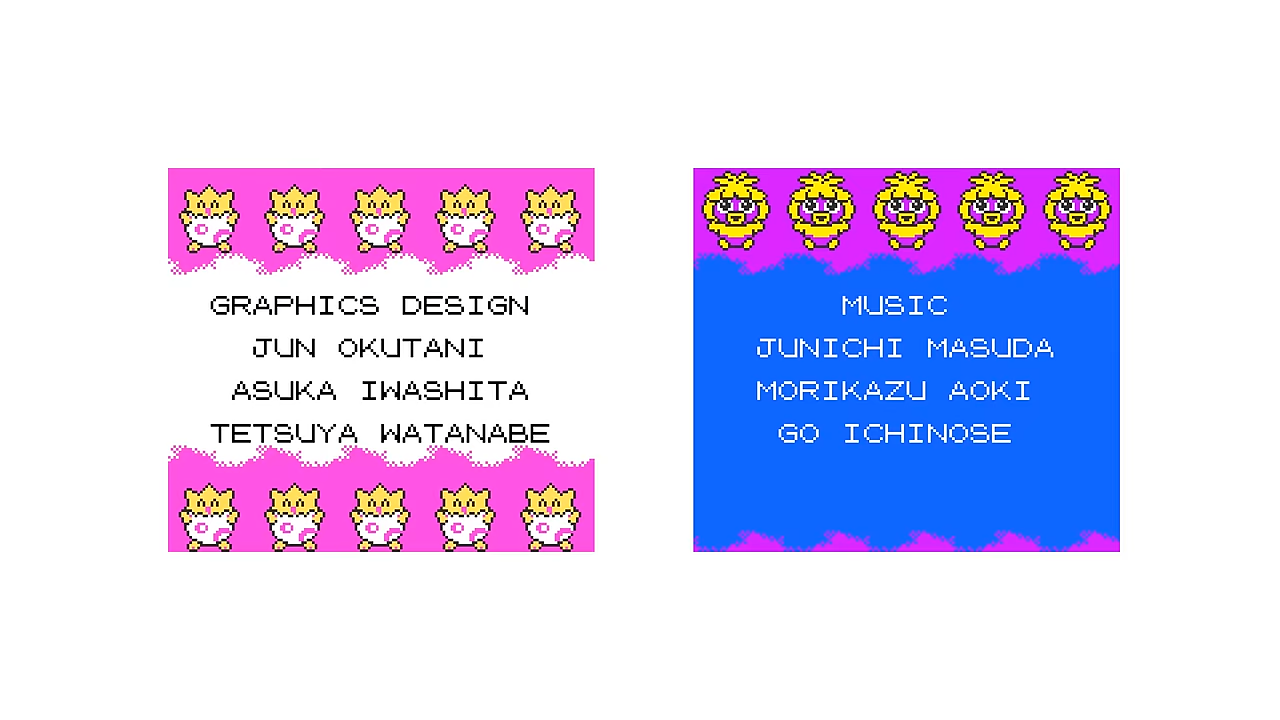 GRAPHICS DESIGN
JUN OKUTANI
ASUKA IWASHITA
TETSUYA WATANABE
MUSIC
JUNICHI MASUDA
MORIKAZU AOKI
GO ICHINOSE